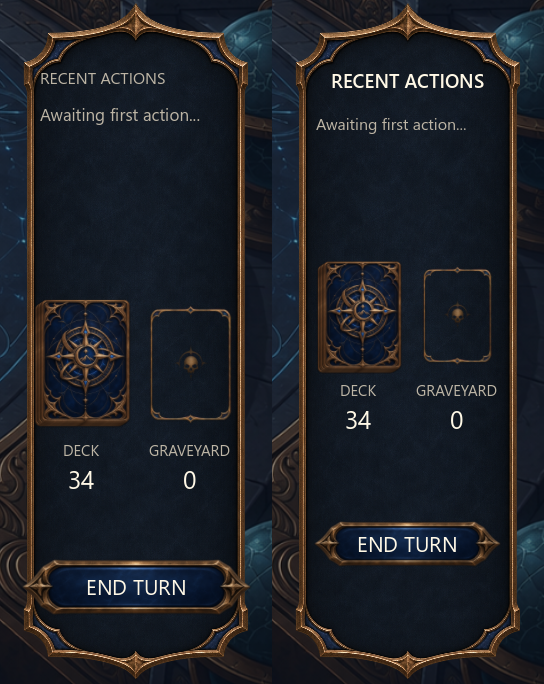 RECENT ACTIONS
Awaiting first action...
DECK
GRAVEYARD
34
0
END TURN
RECENT ACTIONS
Awaiting first action...
DECK
GRAVEYARD
34
0
END TURN